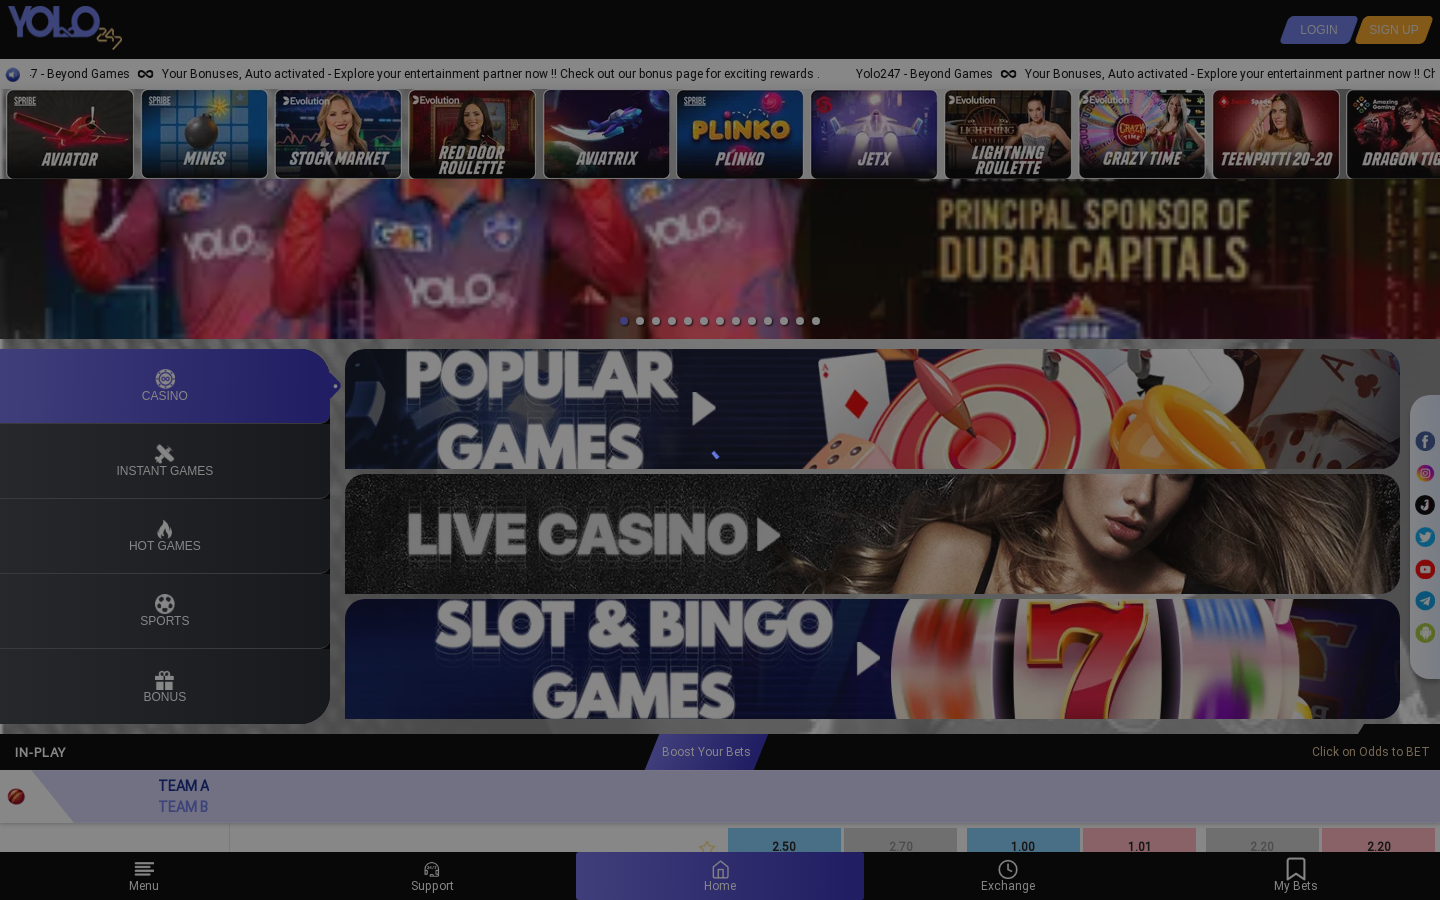 YOLO
247
LOGIN
SIGN UP
7 - Beyond Games
Your Bonuses, Auto activated - Explore your entertainment partner now !! Check out our bonus page for exciting rewards .
Yolo247 - Beyond Games
Your Bonuses, Auto activated - Explore your entertainment partner now !! Ch
SPRIBE
AVIATOR
SPRIBE
MINES
Evolution
STOCK MARKET
Evolution
RED DOOR
ROULETTE
AVIATRIX
SPRIBE
PLINKO
PLINKO
JETX
Evolution
LIGHTNING
LIGHTNING
ROULETTE
Evolution
CRAZY TIME
CRAZY TIME
TEENPATTI 20-20
Amazing
Gaming
DRAGON TIG
YOLO
YOLO
YOLO
PRINCIPAL SPONSOR OF
DUBAI CAPITALS
DUBAI
CASINO
INSTANT GAMES
HOT GAMES
SPORTS
BONUS
POPULAR
GAMES
A
LIVE CASINO
SLOT & BINGO
GAMES
7
IN-PLAY
Boost Your Bets
Click on Odds to BET
TEAM A
TEAM B
2.50
2.70
1.00
1.01
2.20
2.20
Menu
Support
Home
Exchange
My Bets